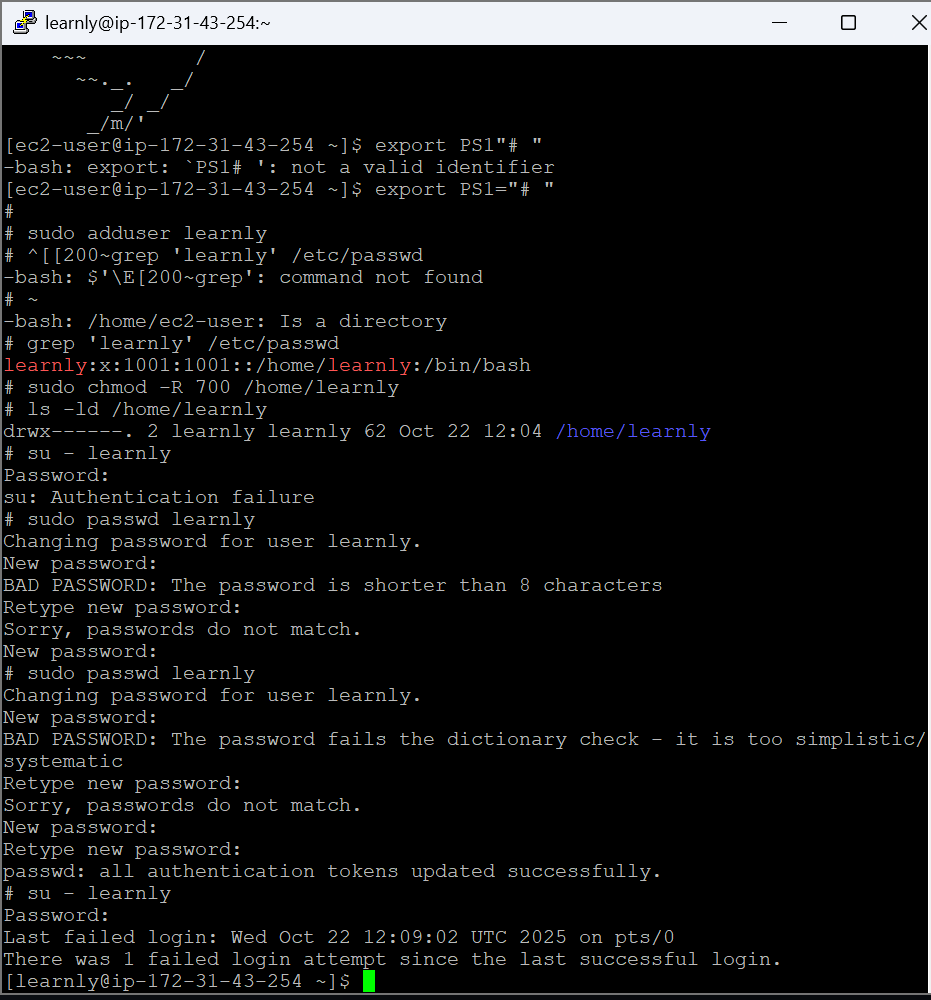 learnly@ip-172-31-43-254:~
    ~~~         /
      ~~._.   _/
         _/ _/
       _/m/'
[ec2-user@ip-172-31-43-254 ~]$ export PS1"# "
-bash: export: `PS1# ': not a valid identifier
[ec2-user@ip-172-31-43-254 ~]$ export PS1="# "
#
# sudo adduser learnly
# ^[[200~grep 'learnly' /etc/passwd
-bash: $'\E[200~grep': command not found
# ~
-bash: /home/ec2-user: Is a directory
# grep 'learnly' /etc/passwd
learnly:x:1001:1001::/home/learnly:/bin/bash
# sudo chmod -R 700 /home/learnly
# ls -ld /home/learnly
drwx------. 2 learnly learnly 62 Oct 22 12:04 /home/learnly
# su - learnly
Password:
su: Authentication failure
# sudo passwd learnly
Changing password for user learnly.
New password:
BAD PASSWORD: The password is shorter than 8 characters
Retype new password:
Sorry, passwords do not match.
New password:
# sudo passwd learnly
Changing password for user learnly.
New password:
BAD PASSWORD: The password fails the dictionary check - it is too simplistic/
systematic
Retype new password:
Sorry, passwords do not match.
New password:
Retype new password:
passwd: all authentication tokens updated successfully.
# su - learnly
Password:
Last failed login: Wed Oct 22 12:09:02 UTC 2025 on pts/0
There was 1 failed login attempt since the last successful login.
[learnly@ip-172-31-43-254 ~]$